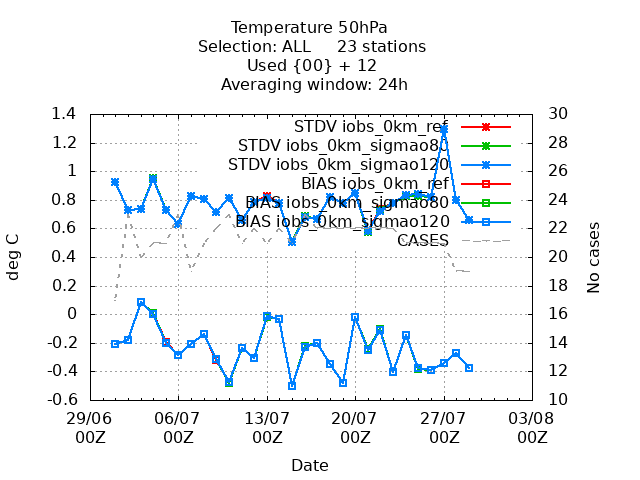 Temperature 50hPa
Selection: ALL 23 stations
Used {00} + 12
Averaging window: 24h
1.4
1.2
1
0.8
0.6
0.4
0.2
0
-0.2
-0.4
-0.6
deg C
30
28
26
24
22
20
18
16
14
12
10
No cases
STDV iobs_0km_ref
STDV iobs_0km_sigmao80
STDV iobs_0km_sigmao120
BIAS iobs_0km_ref
BIAS iobs_0km_sigmao80
BIAS iobs_0km_sigmao120
CASES
29/06 06/07 13/07 20/07 27/07 03/08
00Z 00Z 00Z 00Z 00Z 00Z
Date